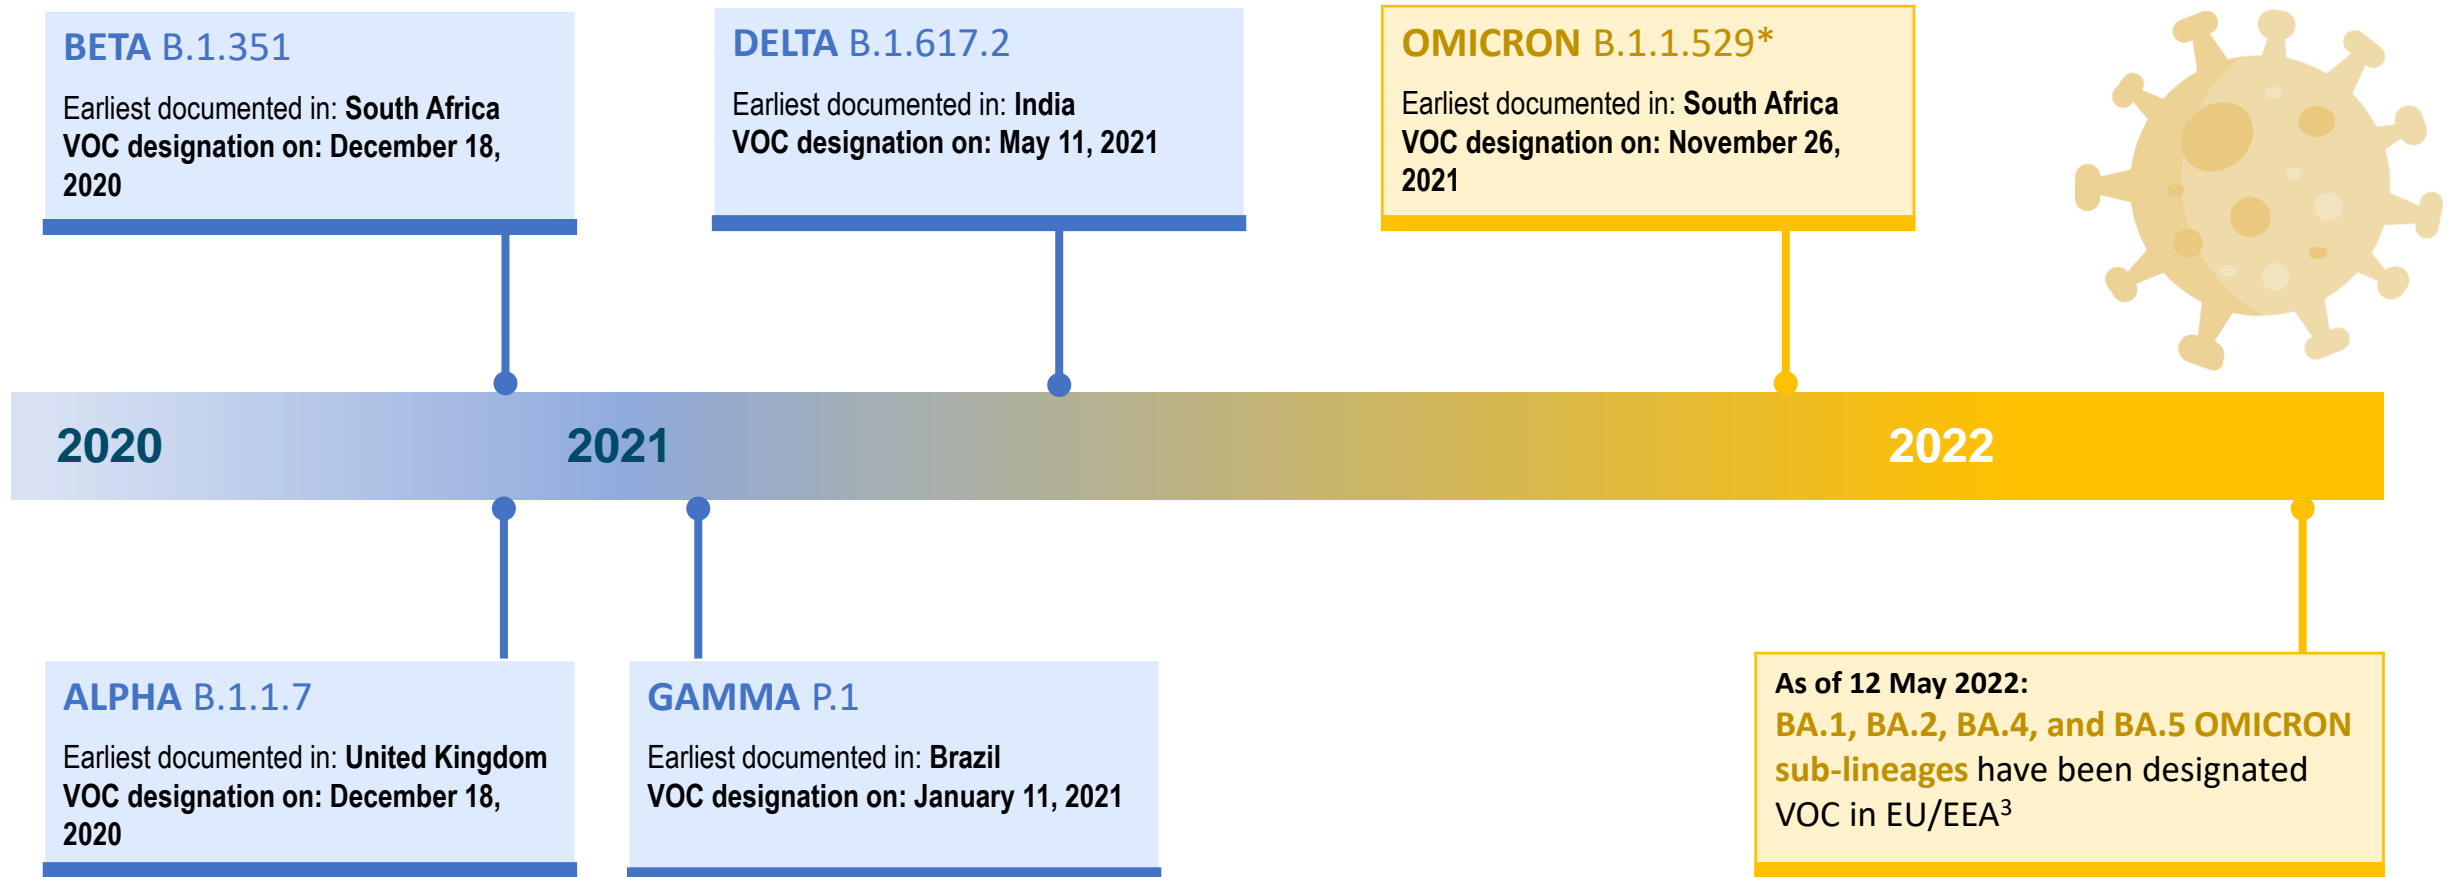 BETA B.1.351
Earliest documented in: South Africa
VOC designation on: December 18,
2020
DELTA B.1.617.2
Earliest documented in: India
VOC designation on: May 11, 2021
OMICRON B.1.1.529*
Earliest documented in: South Africa
VOC designation on: November 26,
2021
2020
2021
2022
ALPHA B.1.1.7
Earliest documented in: United Kingdom
VOC designation on: December 18,
2020
GAMMA P.1
Earliest documented in: Brazil
VOC designation on: January 11, 2021
As of 12 May 2022:
BA.1, BA.2, BA.4, and BA.5 OMICRON
sub-lineages have been designated
VOC in EU/EEA³